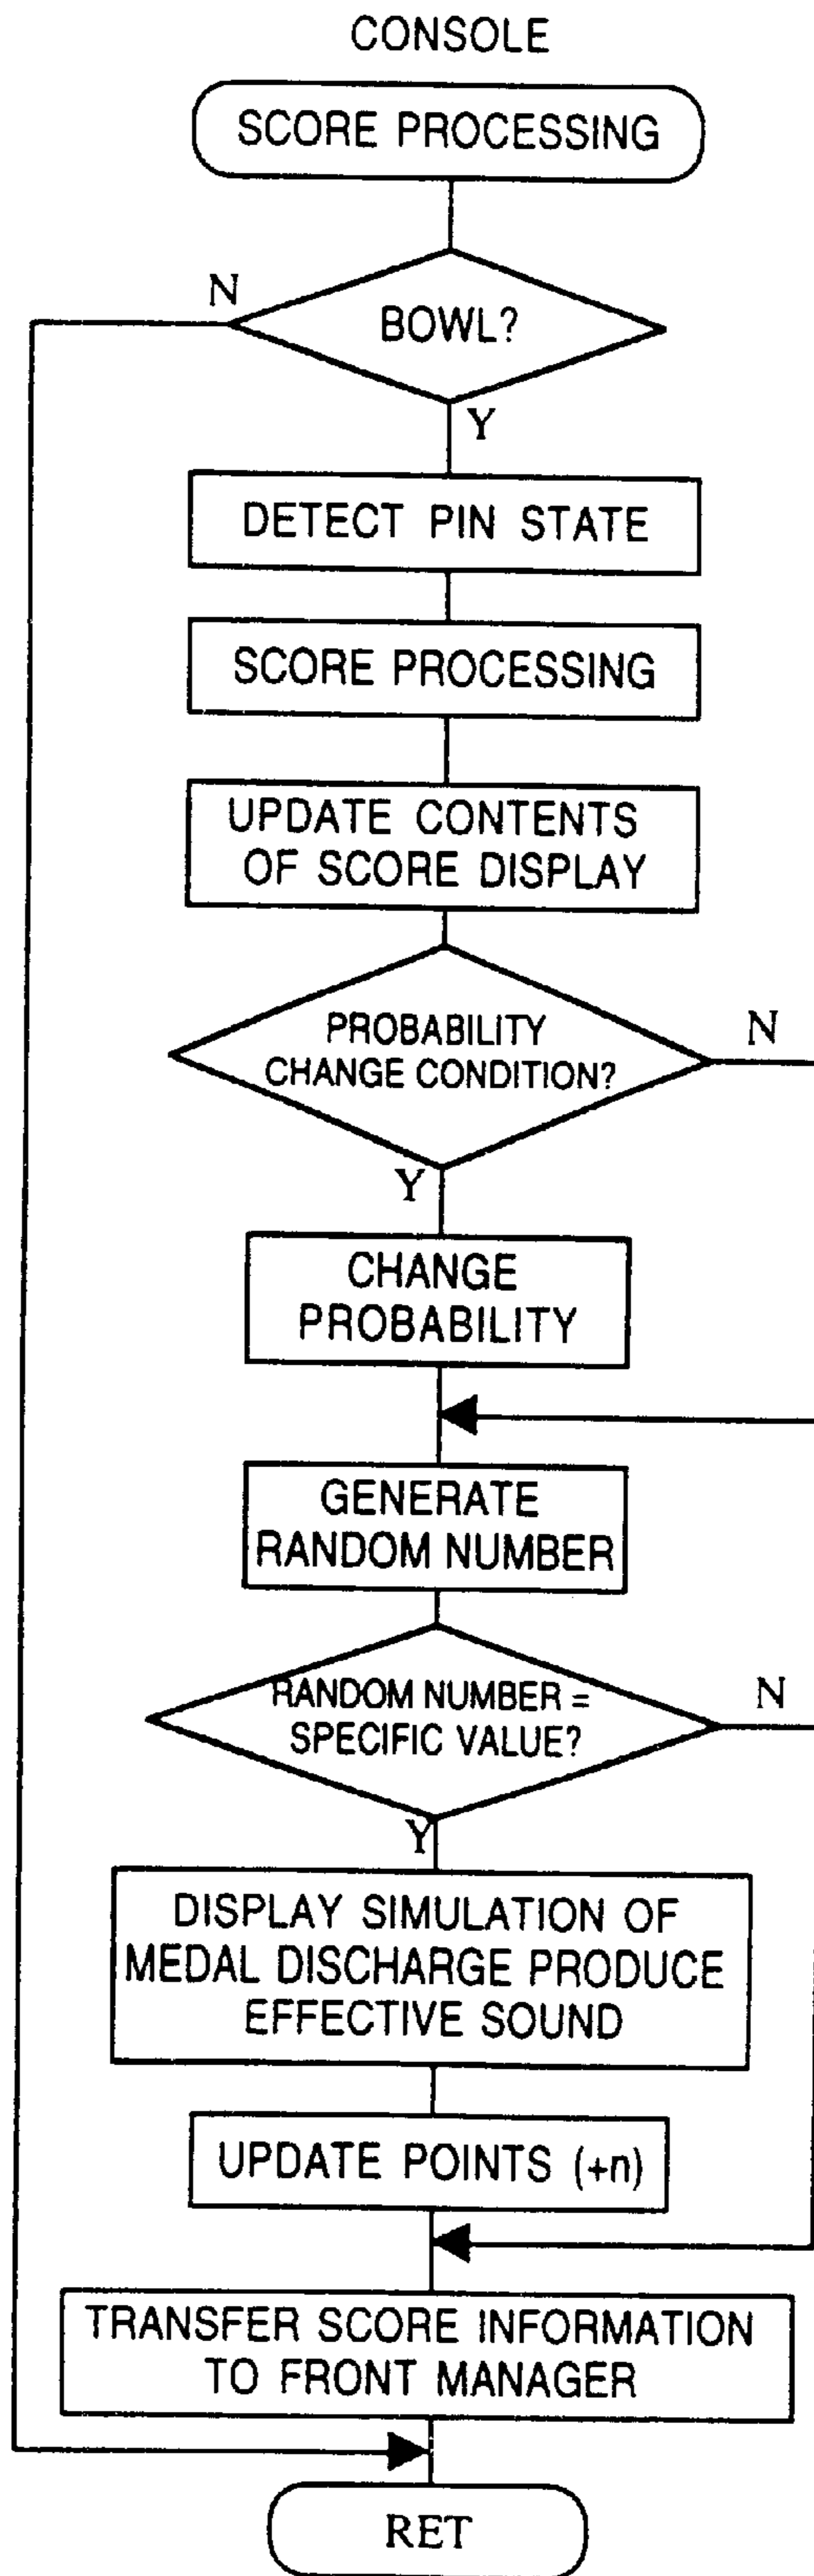 CONSOLE
SCORE PROCESSING
N
BOWL?
Y
DETECT PIN STATE
SCORE PROCESSING
UPDATE CONTENTS
OF SCORE DISPLAY
PROBABILITY
CHANGE CONDITION?
N
Y
CHANGE
PROBABILITY
GENERATE
RANDOM NUMBER
RANDOM NUMBER =
SPECIFIC VALUE?
N
Y
DISPLAY SIMULATION OF
MEDAL DISCHARGE PRODUCE
EFFECTIVE SOUND
UPDATE POINTS (+n)
TRANSFER SCORE INFORMATION
TO FRONT MANAGER
RET